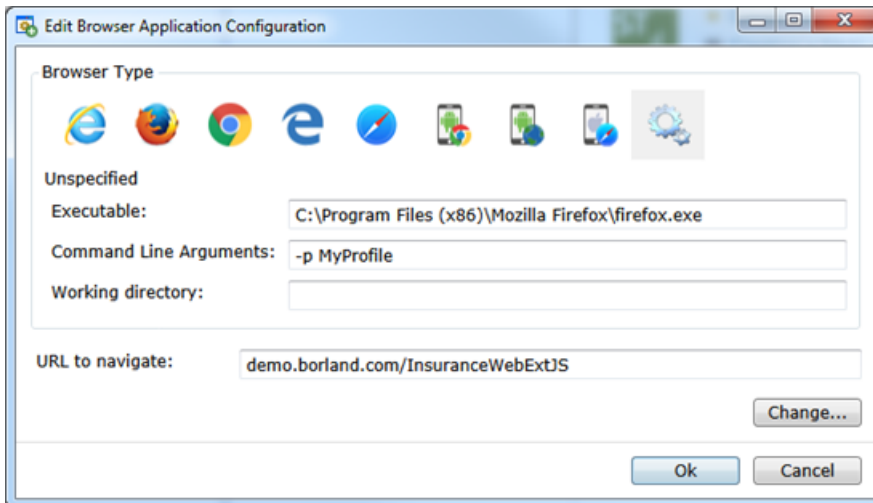 Edit Browser Application Configuration
Browser Type
Unspecified
Executable: C:\Program Files (x86)\Mozilla Firefox\firefox.exe
Command Line Arguments: -p MyProfile
Working directory:
URL to navigate: demo.borland.com/InsuranceWebExtJS
Change...
Ok Cancel